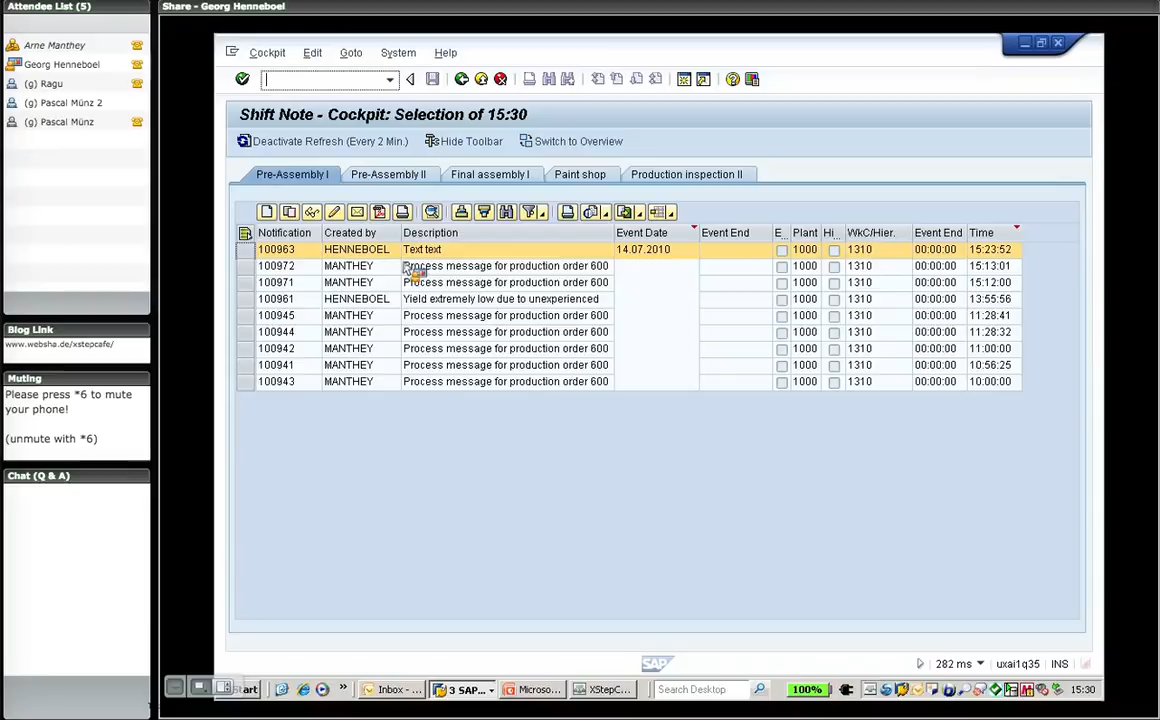 Attendee List (5)
Arne Manthey
Georg Henneboel
(g) Ragu
(g) Pascal Münz 2
(g) Pascal Münz
Blog Link
www.websha.de/xstepcafe/
Muting
Please press *6 to mute
your phone!
(unmute with *6)
Chat (Q & A)
Share - Georg Henneboel
Cockpit Edit Goto System Help
Shift Note - Cockpit: Selection of 15:30
Deactivate Refresh (Every 2 Min.) Hide Toolbar Switch to Overview
Pre-Assembly I Pre-Assembly II Final assembly I Paint shop Production inspection II
Notification Created by Description Event Date Event End E... Plant Hi... WkC/Hier. Event End Time
100963 HENNEBOEL Text text 14.07.2010 1000 1310 00:00:00 15:23:52
100972 MANTHEY Process message for production order 600 1000 1310 00:00:00 15:13:01
100971 MANTHEY Process message for production order 600 1000 1310 00:00:00 15:12:00
100961 HENNEBOEL Yield extremely low due to unexperienced 1000 1310 00:00:00 13:55:56
100945 MANTHEY Process message for production order 600 1000 1310 00:00:00 11:28:41
100944 MANTHEY Process message for production order 600 1000 1310 00:00:00 11:28:32
100942 MANTHEY Process message for production order 600 1000 1310 00:00:00 11:00:00
100941 MANTHEY Process message for production order 600 1000 1310 00:00:00 10:56:25
100943 MANTHEY Process message for production order 600 1000 1310 00:00:00 10:00:00
SAP 282 ms uxai1q35 INS
tart » Inbox - ... 3 SAP... Microso... XStepC... Search Desktop 100% 15:30